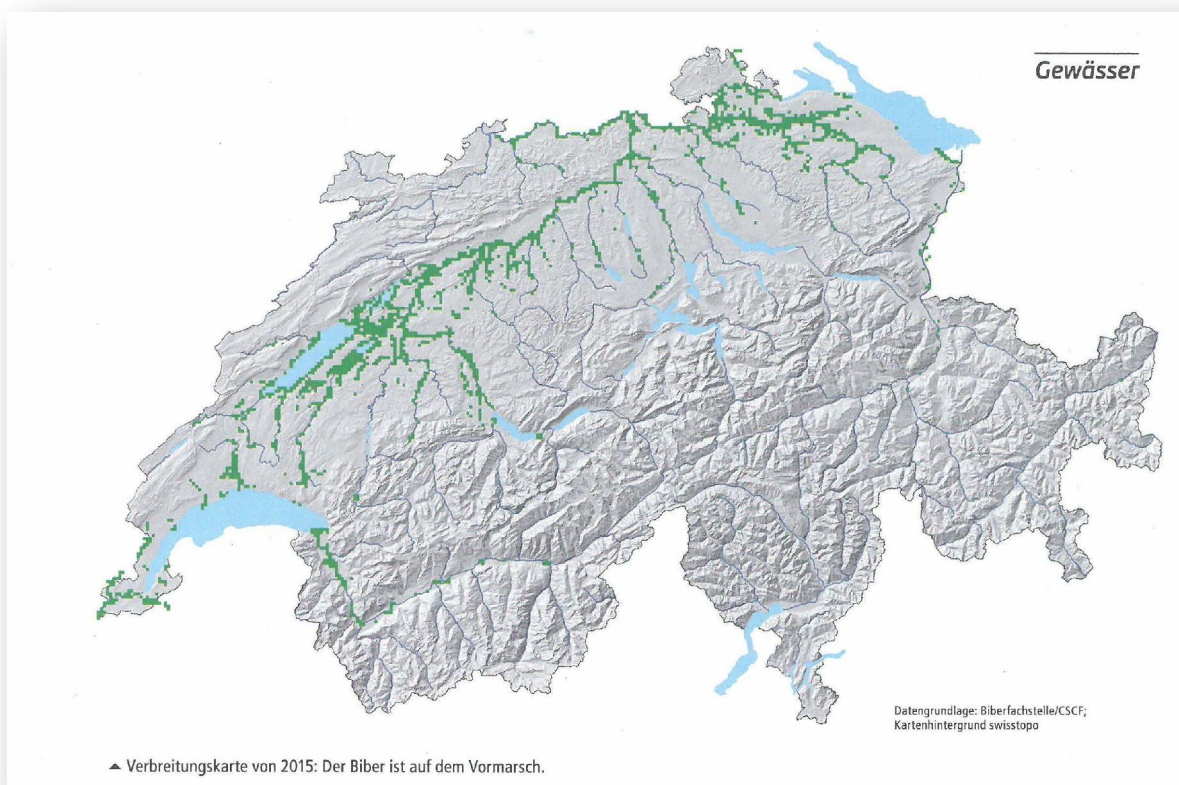 Gewässer
Datengrundlage: Biberfachstelle/CSCF;
Kartenhintergrund swisstopo
▲ Verbreitungskarte von 2015: Der Biber ist auf dem Vormarsch.